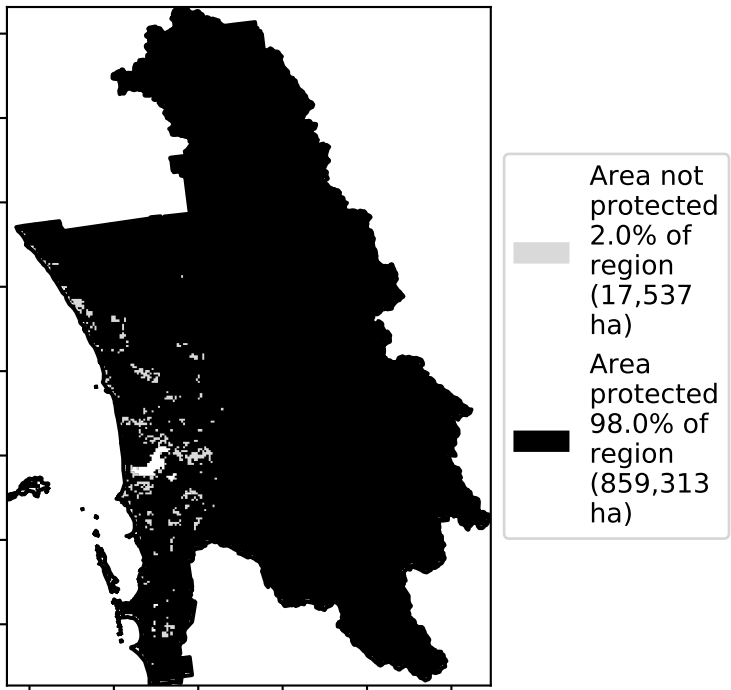 Area not
protected
2.0% of
region
(17,537
ha)
Area
protected
98.0% of
region
(859,313
ha)